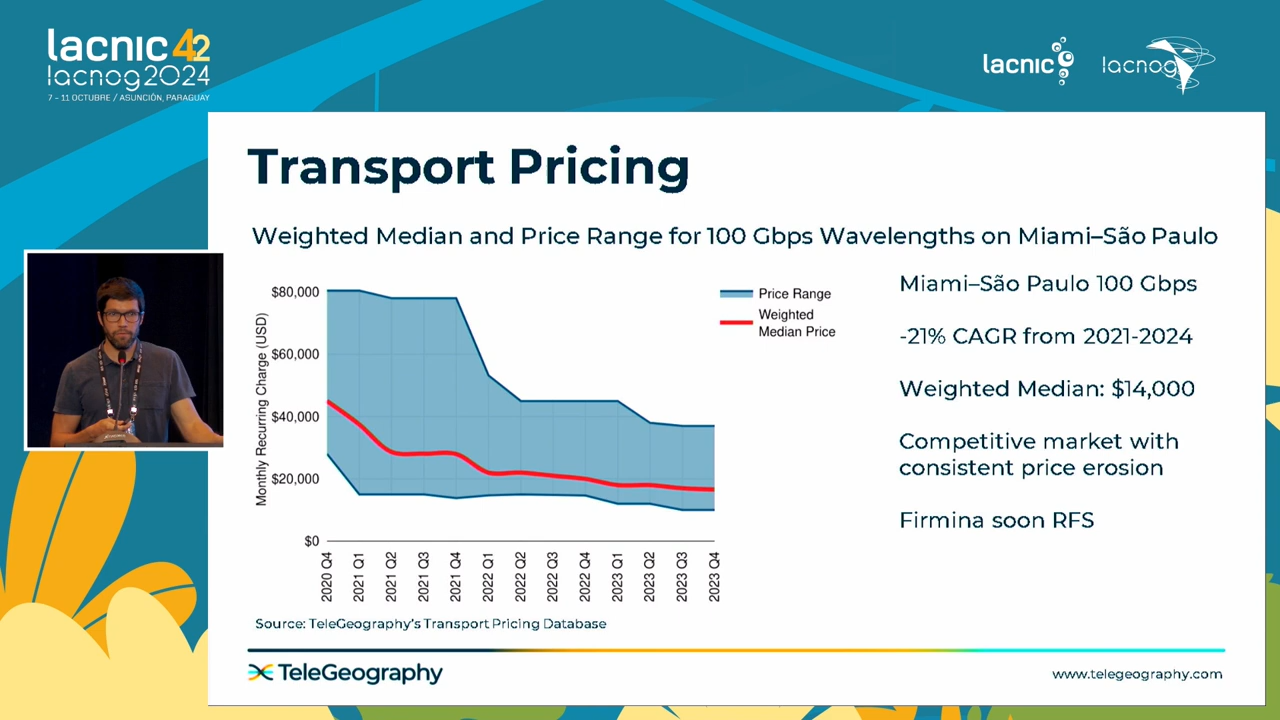 lacnic 42
lacnog2024
7 - 11 OCTUBRE / ASUNCIÓN, PARAGUAY
lacnic
lacnog
Transport Pricing
Weighted Median and Price Range for 100 Gbps Wavelengths on Miami–São Paulo
Monthly Recurring Charge (USD)
$80,000
$60,000
$40,000
$20,000
$0
2020 Q4
2021 Q1
2021 Q2
2021 Q3
2021 Q4
2022 Q1
2022 Q2
2022 Q3
2022 Q4
2023 Q1
2023 Q2
2023 Q3
2023 Q4
Price Range
Weighted
Median Price
Miami–São Paulo 100 Gbps
-21% CAGR from 2021-2024
Weighted Median: $14,000
Competitive market with
consistent price erosion
Firmina soon RFS
Source: TeleGeography's Transport Pricing Database
TeleGeography
www.telegeography.com